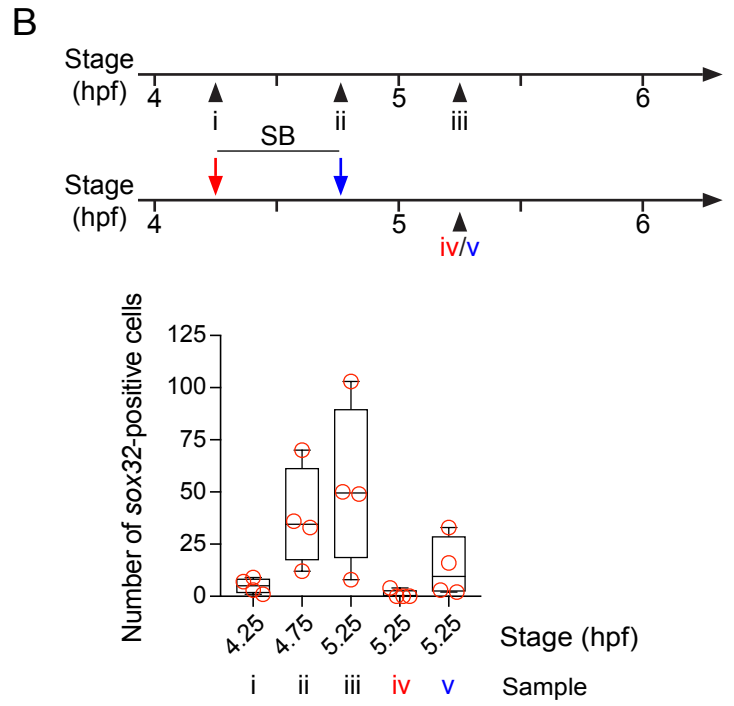 B
Stage
(hpf)
4 5 6
i ii iii
SB
Stage
(hpf)
4 5 6
iv/v
Number of sox32-positive cells
125
100
75
50
25
0
4.25 4.75 5.25 5.25 5.25 Stage (hpf)
i ii iii iv v Sample